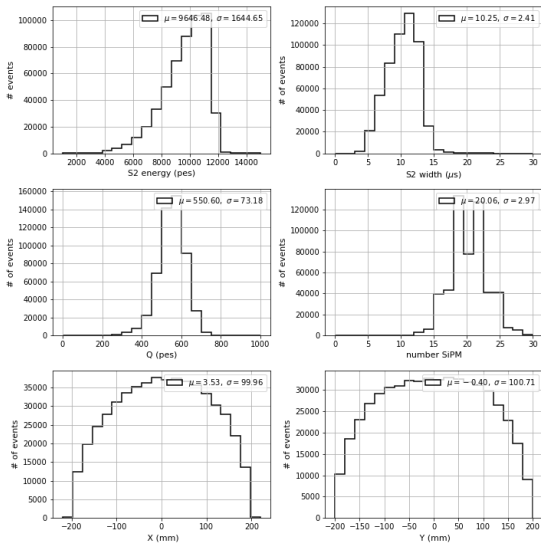 μ=9646.48, σ=1644.65
100000
80000
60000
40000
20000
0
# events
2000 4000 6000 8000 10000 12000 14000
S2 energy (pes)
μ=10.25, σ=2.41
120000
100000
80000
60000
40000
20000
0
# of events
0 5 10 15 20 25 30
S2 width (μs)
μ=550.60, σ=73.18
160000
140000
120000
100000
80000
60000
40000
20000
0
# of events
0 200 400 600 800 1000
Q (pes)
μ=20.06, σ=2.97
120000
100000
80000
60000
40000
20000
0
# of events
0 5 10 15 20 25 30
number SiPM
μ=3.53, σ=99.96
35000
30000
25000
20000
15000
10000
5000
0
# of events
−200 −100 0 100 200
X (mm)
μ=−0.40, σ=100.71
30000
25000
20000
15000
10000
5000
0
# of events
−200 −150 −100 −50 0 50 100 150 200
Y (mm)